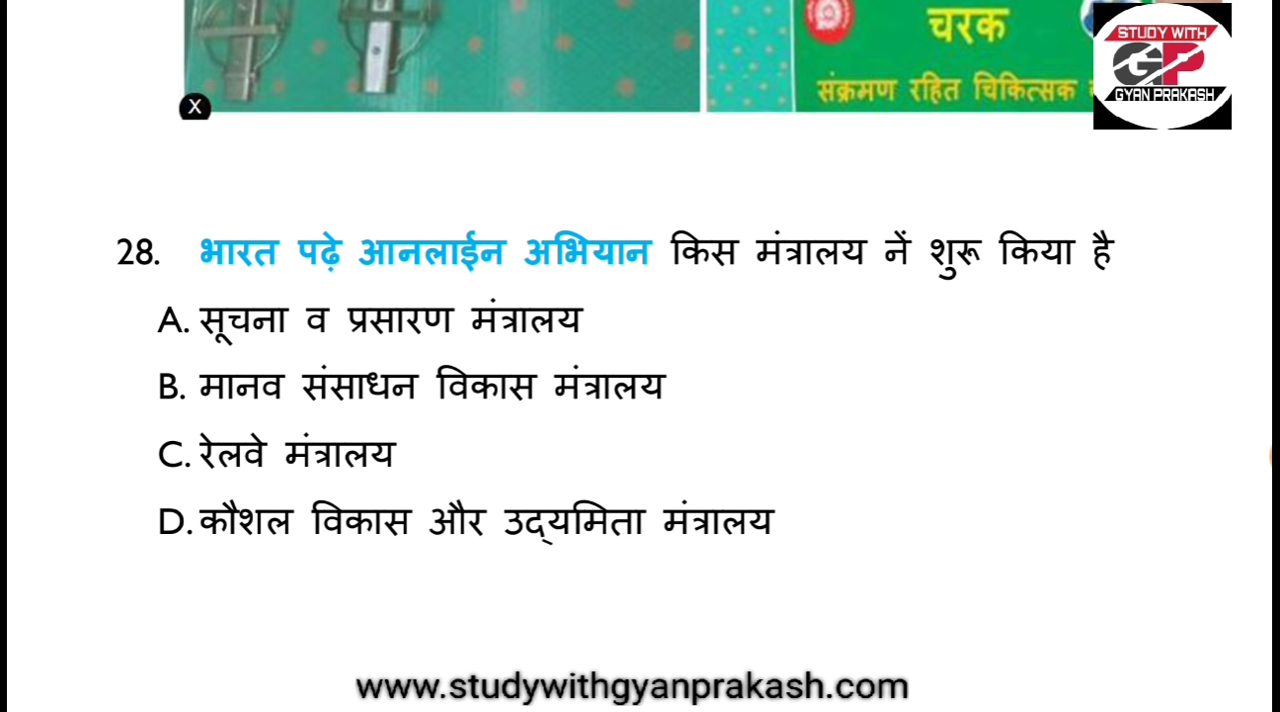 चरक
संक्रमण रहित चिकित्सक
X
STUDY WITH
GP
GYAN PRAKASH
28. भारत पढ़े आनलाईन अभियान किस मंत्रालय नें शुरू किया है
A. सूचना व प्रसारण मंत्रालय
B. मानव संसाधन विकास मंत्रालय
C. रेलवे मंत्रालय
D. कौशल विकास और उद्यमिता मंत्रालय
www.studywithgyanprakash.com